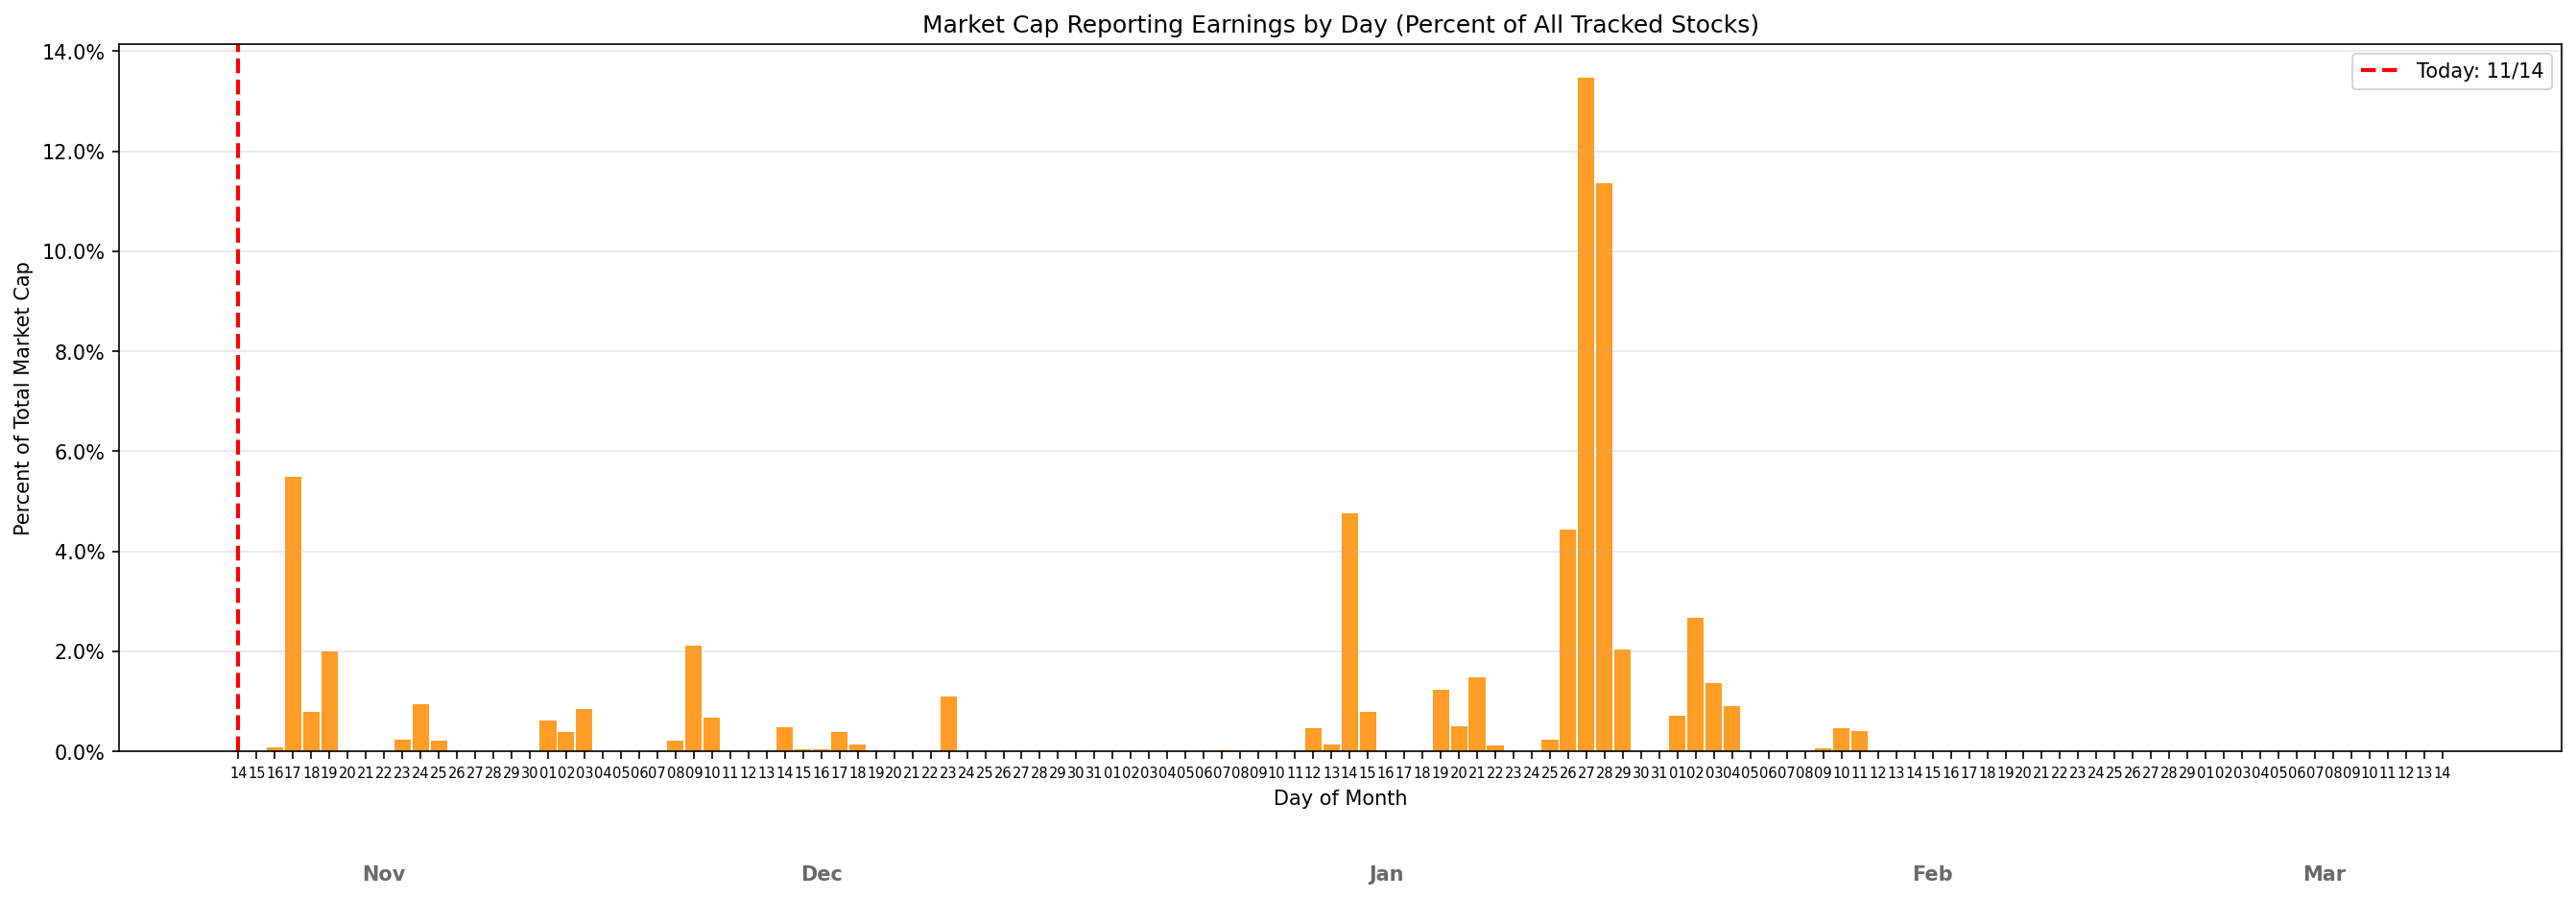 Market Cap Reporting Earnings by Day (Percent of All Tracked Stocks)
Today: 11/14
Percent of Total Market Cap
14.0%
12.0%
10.0%
8.0%
6.0%
4.0%
2.0%
0.0%
14 15 16 17 18 19 20 21 22 23 24 25 26 27 28 29 30 01 02 03 04 05 06 07 08 09 10 11 12 13 14 15 16 17 18 19 20 21 22 23 24 25 26 27 28 29 30 31 01 02 03 04 05 06 07 08 09 10 11 12 13 14 15 16 17 18 19 20 21 22 23 24 25 26 27 28 29 30 31 01 02 03 04 05 06 07 08 09 10 11 12 13 14 15 16 17 18 19 20 21 22 23 24 25 26 27 28 29 01 02 03 04 05 06 07 08 09 10 11 12 13 14
Day of Month
Nov Dec Jan Feb Mar